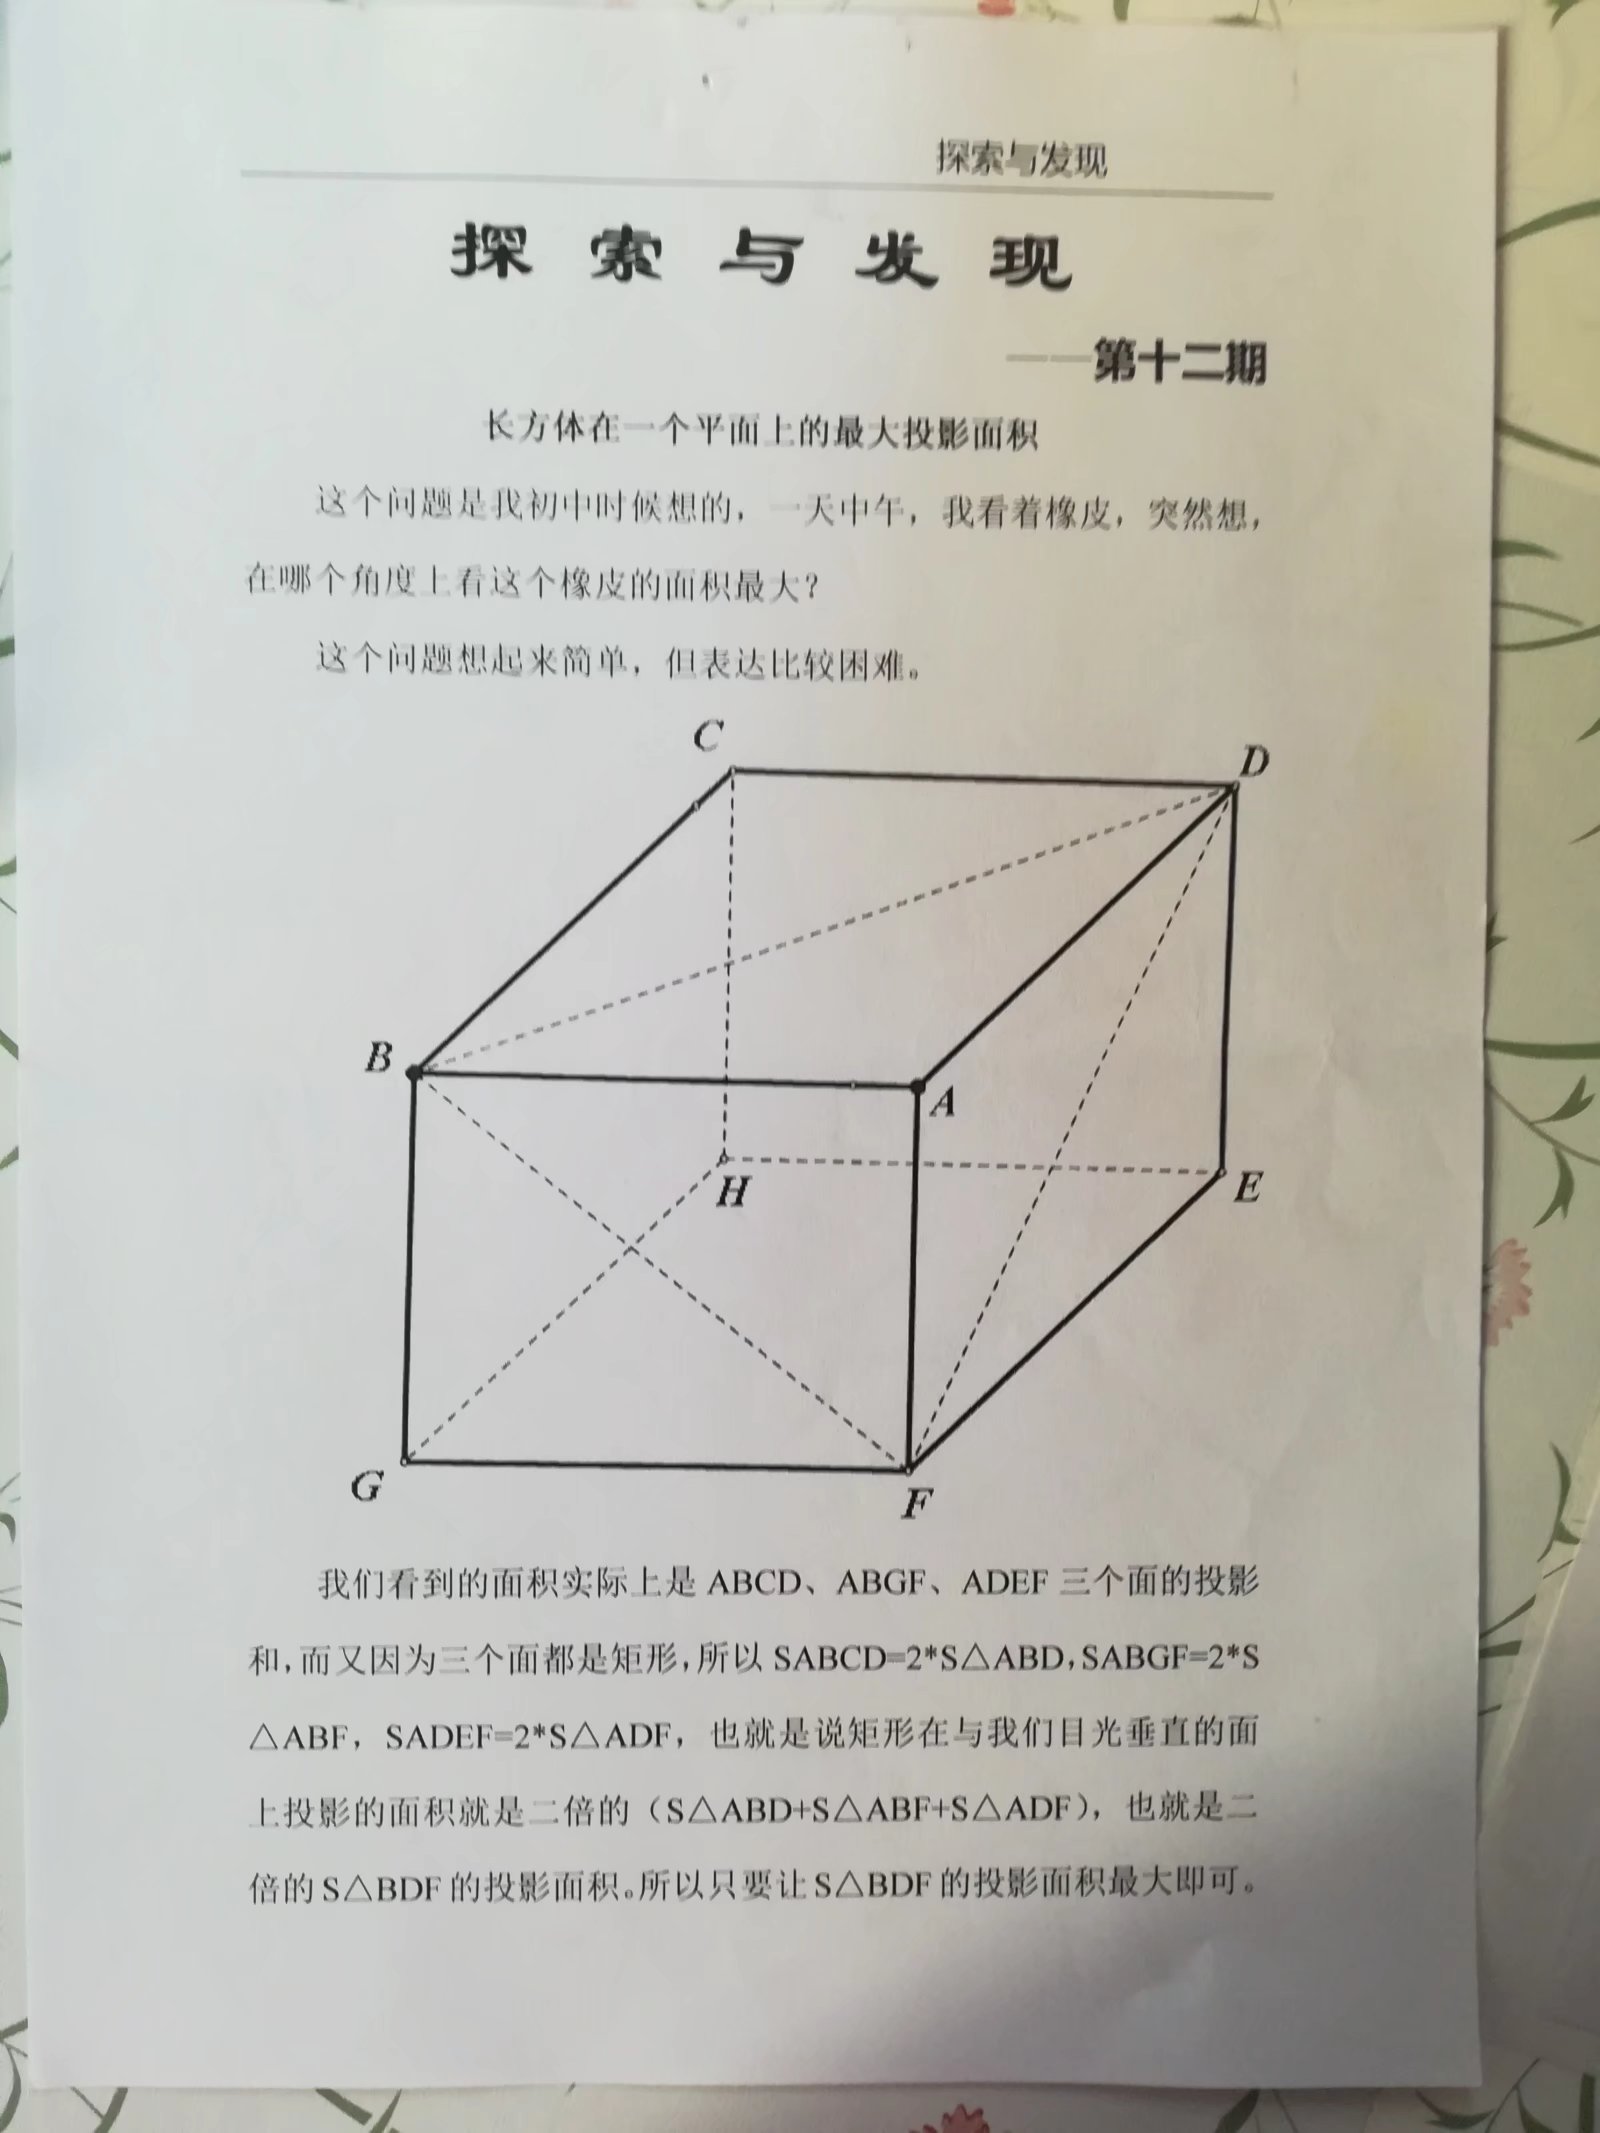 探索与发现
探索与发现
——第十二期
长方体在一个平面上的最大投影面积
这个问题是我初中时候想的，一天中午，我看着橡皮，突然想，
在哪个角度上看这个橡皮的面积最大？
这个问题想起来简单，但表达比较困难。
C
D
B
A
H
E
G
F
我们看到的面积实际上是 ABCD、ABGF、ADEF 三个面的投影
和，而又因为三个面都是矩形，所以 SABCD=2*S△ABD，SABGF=2*S
△ABF，SADEF=2*S△ADF，也就是说矩形在与我们目光垂直的面
上投影的面积就是二倍的（S△ABD+S△ABF+S△ADF），也就是二
倍的 S△BDF 的投影面积。所以只要让 S△BDF 的投影面积最大即可。